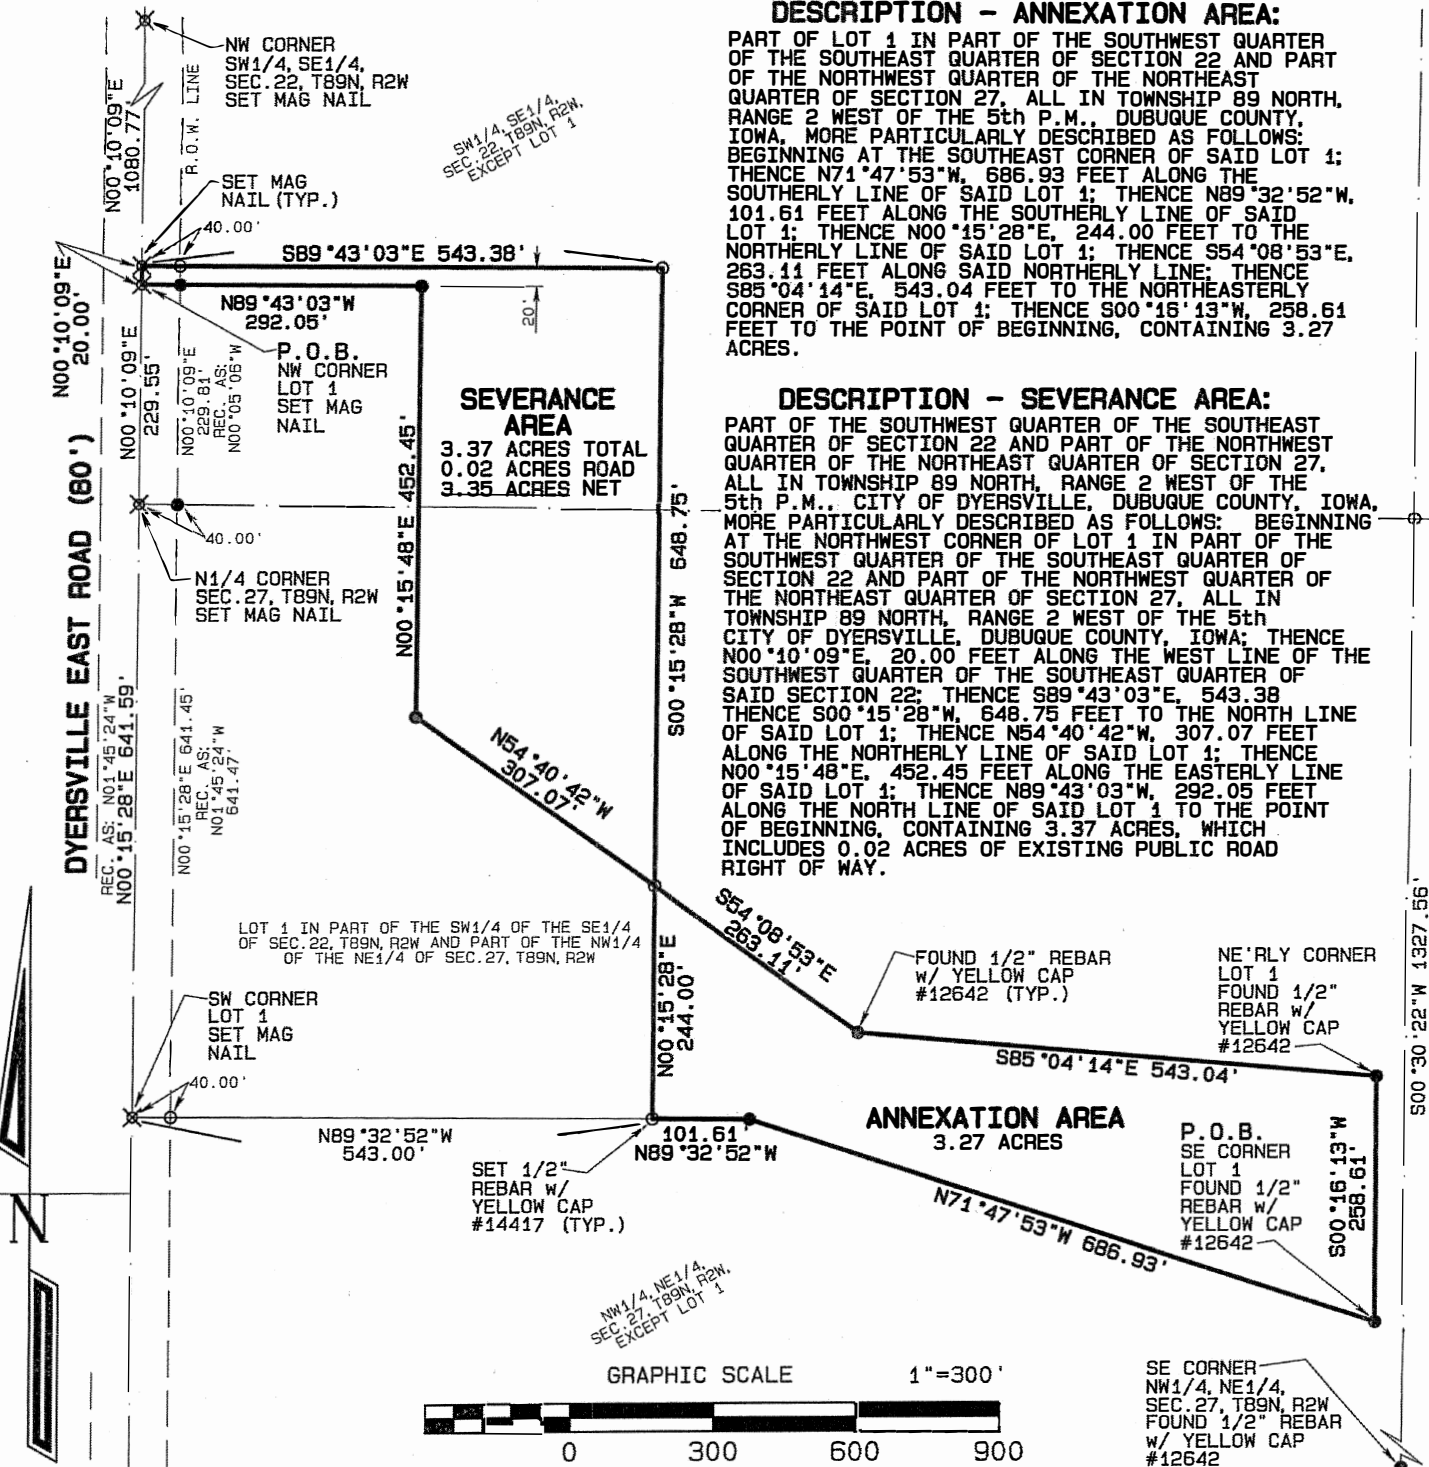 NW CORNER
SW1/4, SE1/4,
SEC.22, T89N, R2W
SET MAG NAIL
N00°10'09"E
1080.77'
R.O.W. LINE
SW1/4, SE1/4,
SEC.22, T89N, R2W,
EXCEPT LOT 1
SET MAG
NAIL (TYP.)
40.00'
S89°43'03"E 543.38'
N00°10'09"E
20.00'
N89°43'03"W
292.05'
20'
P.O.B.
NW CORNER
LOT 1
SET MAG
NAIL
N00°10'09"E
229.55'
N00°10'09"E
229.81'
REC. AS:
N00°05'06"W
SEVERANCE
AREA
3.37 ACRES TOTAL
0.02 ACRES ROAD
3.35 ACRES NET
N00°15'48"E 452.45'
S00°15'28"W 648.75'
40.00'
N1/4 CORNER
SEC.27, T89N, R2W
SET MAG NAIL
DYERSVILLE EAST ROAD (80')
REC. AS: N01°45'24"W
N00°15'28"E 641.59'
N00°15'28"E 641.45'
REC. AS:
N01°45'24"W
641.47'
N54°40'42"W
307.07'
LOT 1 IN PART OF THE SW1/4 OF THE SE1/4
OF SEC.22, T89N, R2W AND PART OF THE NW1/4
OF THE NE1/4 OF SEC.27, T89N, R2W
SW CORNER
LOT 1
SET MAG
NAIL
40.00'
N89°32'52"W
543.00'
N00°15'28"E
244.00'
SET 1/2"
REBAR w/
YELLOW CAP
#14417 (TYP.)
101.61'
N89°32'52"W
DESCRIPTION - ANNEXATION AREA:
PART OF LOT 1 IN PART OF THE SOUTHWEST QUARTER
OF THE SOUTHEAST QUARTER OF SECTION 22 AND PART
OF THE NORTHWEST QUARTER OF THE NORTHEAST
QUARTER OF SECTION 27, ALL IN TOWNSHIP 89 NORTH,
RANGE 2 WEST OF THE 5th P.M., DUBUQUE COUNTY,
IOWA, MORE PARTICULARLY DESCRIBED AS FOLLOWS:
BEGINNING AT THE SOUTHEAST CORNER OF SAID LOT 1;
THENCE N71°47'53"W, 686.93 FEET ALONG THE
SOUTHERLY LINE OF SAID LOT 1; THENCE N89°32'52"W,
101.61 FEET ALONG THE SOUTHERLY LINE OF SAID
LOT 1; THENCE N00°15'28"E, 244.00 FEET TO THE
NORTHERLY LINE OF SAID LOT 1; THENCE S54°08'53"E,
263.11 FEET ALONG SAID NORTHERLY LINE; THENCE
S85°04'14"E, 543.04 FEET TO THE NORTHEASTERLY
CORNER OF SAID LOT 1; THENCE S00°16'13"W, 258.61
FEET TO THE POINT OF BEGINNING, CONTAINING 3.27
ACRES.
DESCRIPTION - SEVERANCE AREA:
PART OF THE SOUTHWEST QUARTER OF THE SOUTHEAST
QUARTER OF SECTION 22 AND PART OF THE NORTHWEST
QUARTER OF THE NORTHEAST QUARTER OF SECTION 27,
ALL IN TOWNSHIP 89 NORTH, RANGE 2 WEST OF THE
5th P.M., CITY OF DYERSVILLE, DUBUQUE COUNTY, IOWA,
MORE PARTICULARLY DESCRIBED AS FOLLOWS: BEGINNING
AT THE NORTHWEST CORNER OF LOT 1 IN PART OF THE
SOUTHWEST QUARTER OF THE SOUTHEAST QUARTER OF
SECTION 22 AND PART OF THE NORTHWEST QUARTER OF
THE NORTHEAST QUARTER OF SECTION 27, ALL IN
TOWNSHIP 89 NORTH, RANGE 2 WEST OF THE 5th
CITY OF DYERSVILLE, DUBUQUE COUNTY, IOWA; THENCE
N00°10'09"E, 20.00 FEET ALONG THE WEST LINE OF THE
SOUTHWEST QUARTER OF THE SOUTHEAST QUARTER OF
SAID SECTION 22; THENCE S89°43'03"E, 543.38
THENCE S00°15'28"W, 648.75 FEET TO THE NORTH LINE
OF SAID LOT 1; THENCE N54°40'42"W, 307.07 FEET
ALONG THE NORTHERLY LINE OF SAID LOT 1; THENCE
N00°15'48"E, 452.45 FEET ALONG THE EASTERLY LINE
OF SAID LOT 1; THENCE N89°43'03"W, 292.05 FEET
ALONG THE NORTH LINE OF SAID LOT 1 TO THE POINT
OF BEGINNING, CONTAINING 3.37 ACRES, WHICH
INCLUDES 0.02 ACRES OF EXISTING PUBLIC ROAD
RIGHT OF WAY.
S54°08'53"E
263.11'
FOUND 1/2" REBAR
w/ YELLOW CAP
#12642 (TYP.)
NE'RLY CORNER
LOT 1
FOUND 1/2"
REBAR w/
YELLOW CAP
#12642
S00°30'22"W 1327.56'
S85°04'14"E 543.04'
ANNEXATION AREA
3.27 ACRES
P.O.B.
SE CORNER
LOT 1
FOUND 1/2"
REBAR w/
YELLOW CAP
#12642
S00°16'13"W
258.61'
N71°47'53"W 686.93'
N
NW1/4, NE1/4,
SEC.27, T89N, R2W,
EXCEPT LOT 1
GRAPHIC SCALE 1"=300'
0 300 600 900
SE CORNER
NW1/4, NE1/4,
SEC.27, T89N, R2W
FOUND 1/2" REBAR
w/ YELLOW CAP
#12642